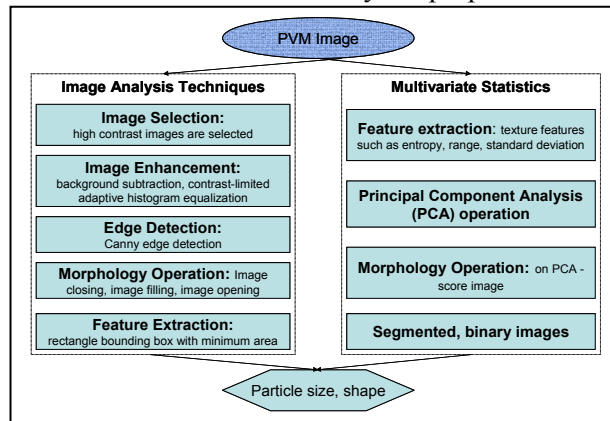 PVM Image
Image Analysis Techniques
Image Selection:
high contrast images are selected
Image Enhancement:
background subtraction, contrast-limited
adaptive histogram equalization
Edge Detection:
Canny edge detection
Morphology Operation: Image
closing, image filling, image opening
Feature Extraction:
rectangle bounding box with minimum area
Multivariate Statistics
Feature extraction: texture features
such as entropy, range, standard deviation
Principal Component Analysis
(PCA) operation
Morphology Operation: on PCA -
score image
Segmented, binary images
Particle size, shape